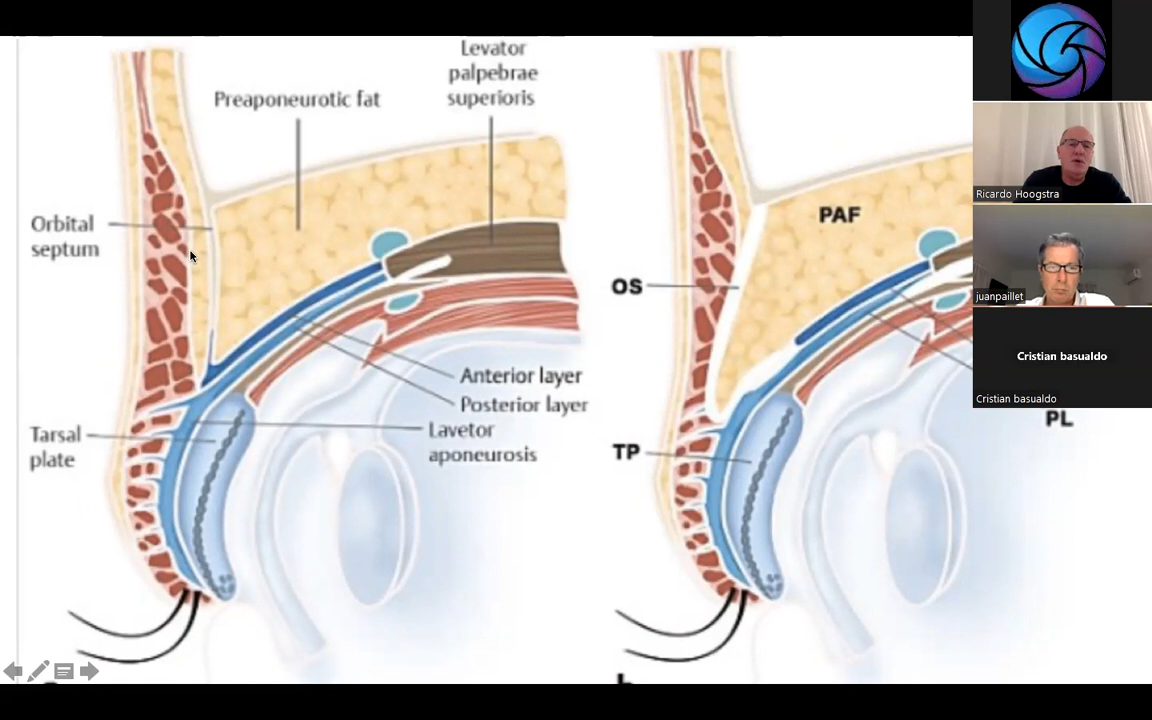 Levator
palpebrae
superioris
Preaponeurotic fat
Orbital
septum
Anterior layer
Posterior layer
Lavetor
aponeurosis
Tarsal
plate
PAF
OS
TP
PL
Ricardo Hoogstra
juanpaillet
Cristian basualdo
Cristian basualdo